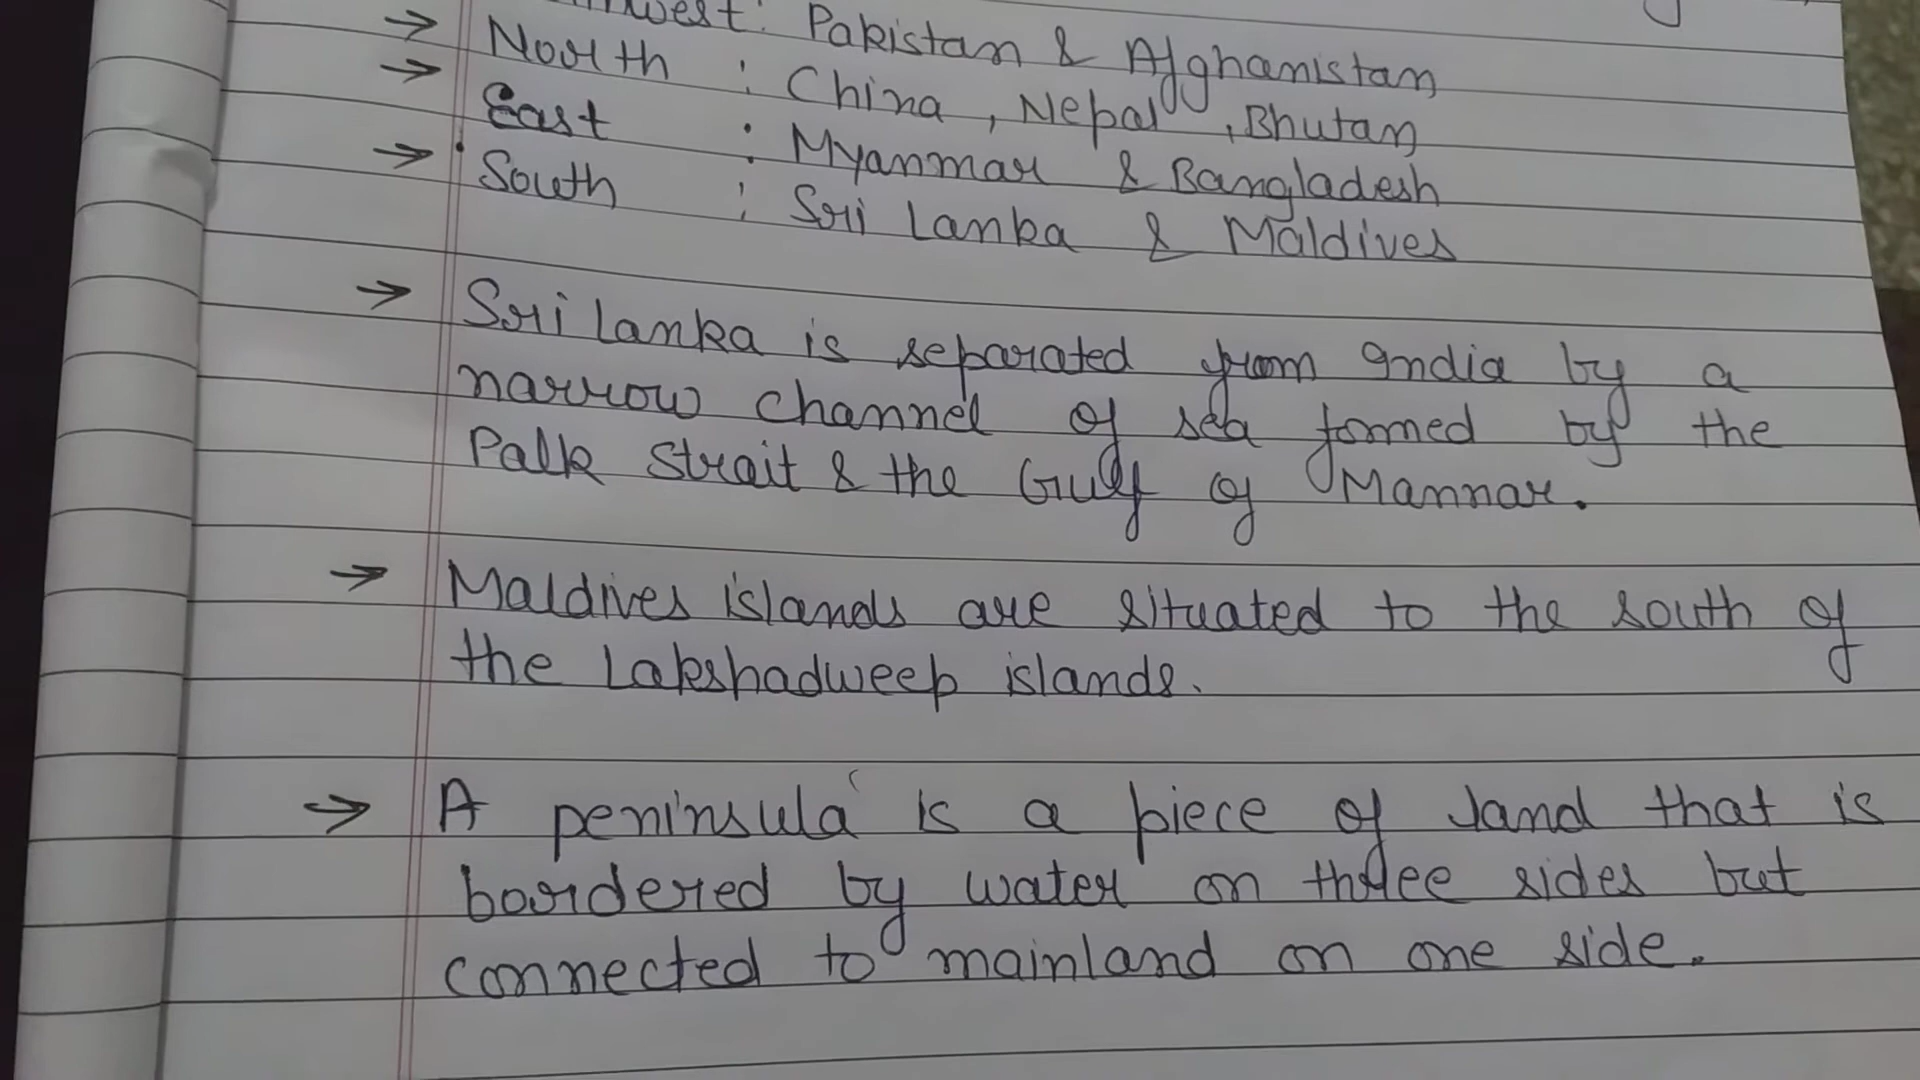 → : Pakistan & Afghanistan
→ North : China, Nepal, Bhutan
East : Myanmar & Bangladesh
→ South : Sri Lanka & Maldives
→ Sri Lanka is separated from India by a
narrow channel of sea formed by the
Palk Strait & the Gulf of Mannar.
→ Maldives islands are situated to the south of
the Lakshadweep islands.
→ A peninsula is a piece of land that is
bordered by water on three sides but
connected to mainland on one side.